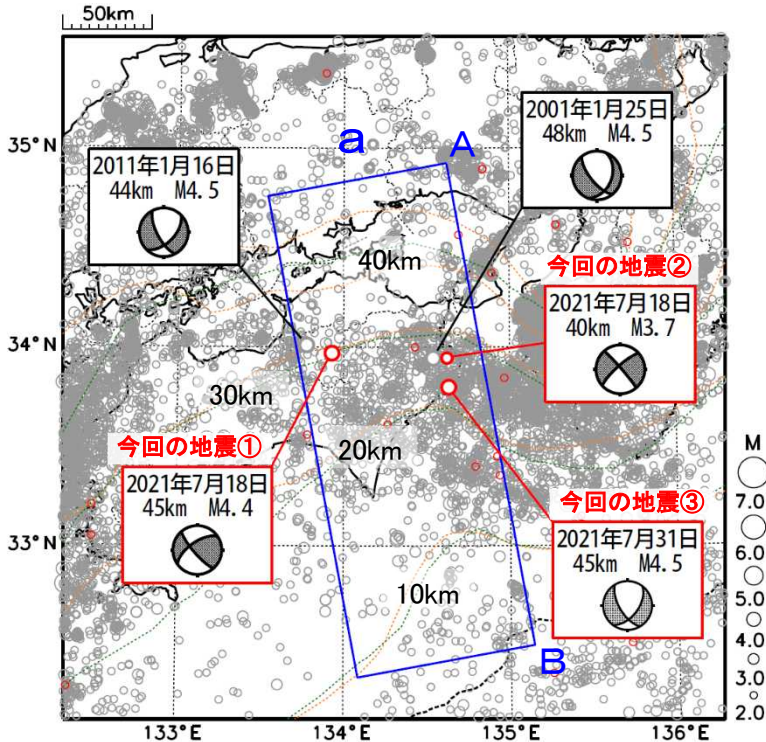 50km
35°N
34°N
33°N
133°E
134°E
135°E
136°E
a
A
B
2001年1月25日
48km M4.5
2011年1月16日
44km M4.5
40km
今回の地震②
2021年7月18日
40km M3.7
30km
20km
今回の地震①
2021年7月18日
45km M4.4
今回の地震③
2021年7月31日
45km M4.5
10km
M
7.0
6.0
5.0
4.0
3.0
2.0